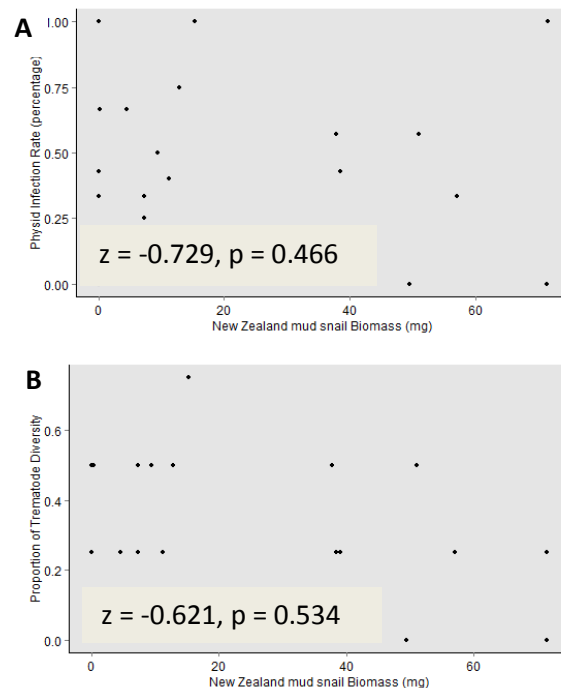 A
1.00
0.75
0.50
0.25
0.00
Physid Infection Rate (percentage)
z = -0.729, p = 0.466
0 20 40 60
New Zealand mud snail Biomass (mg)
B
0.6
0.4
0.2
0.0
Proportion of Trematode Diversity
z = -0.621, p = 0.534
0 20 40 60
New Zealand mud snail Biomass (mg)